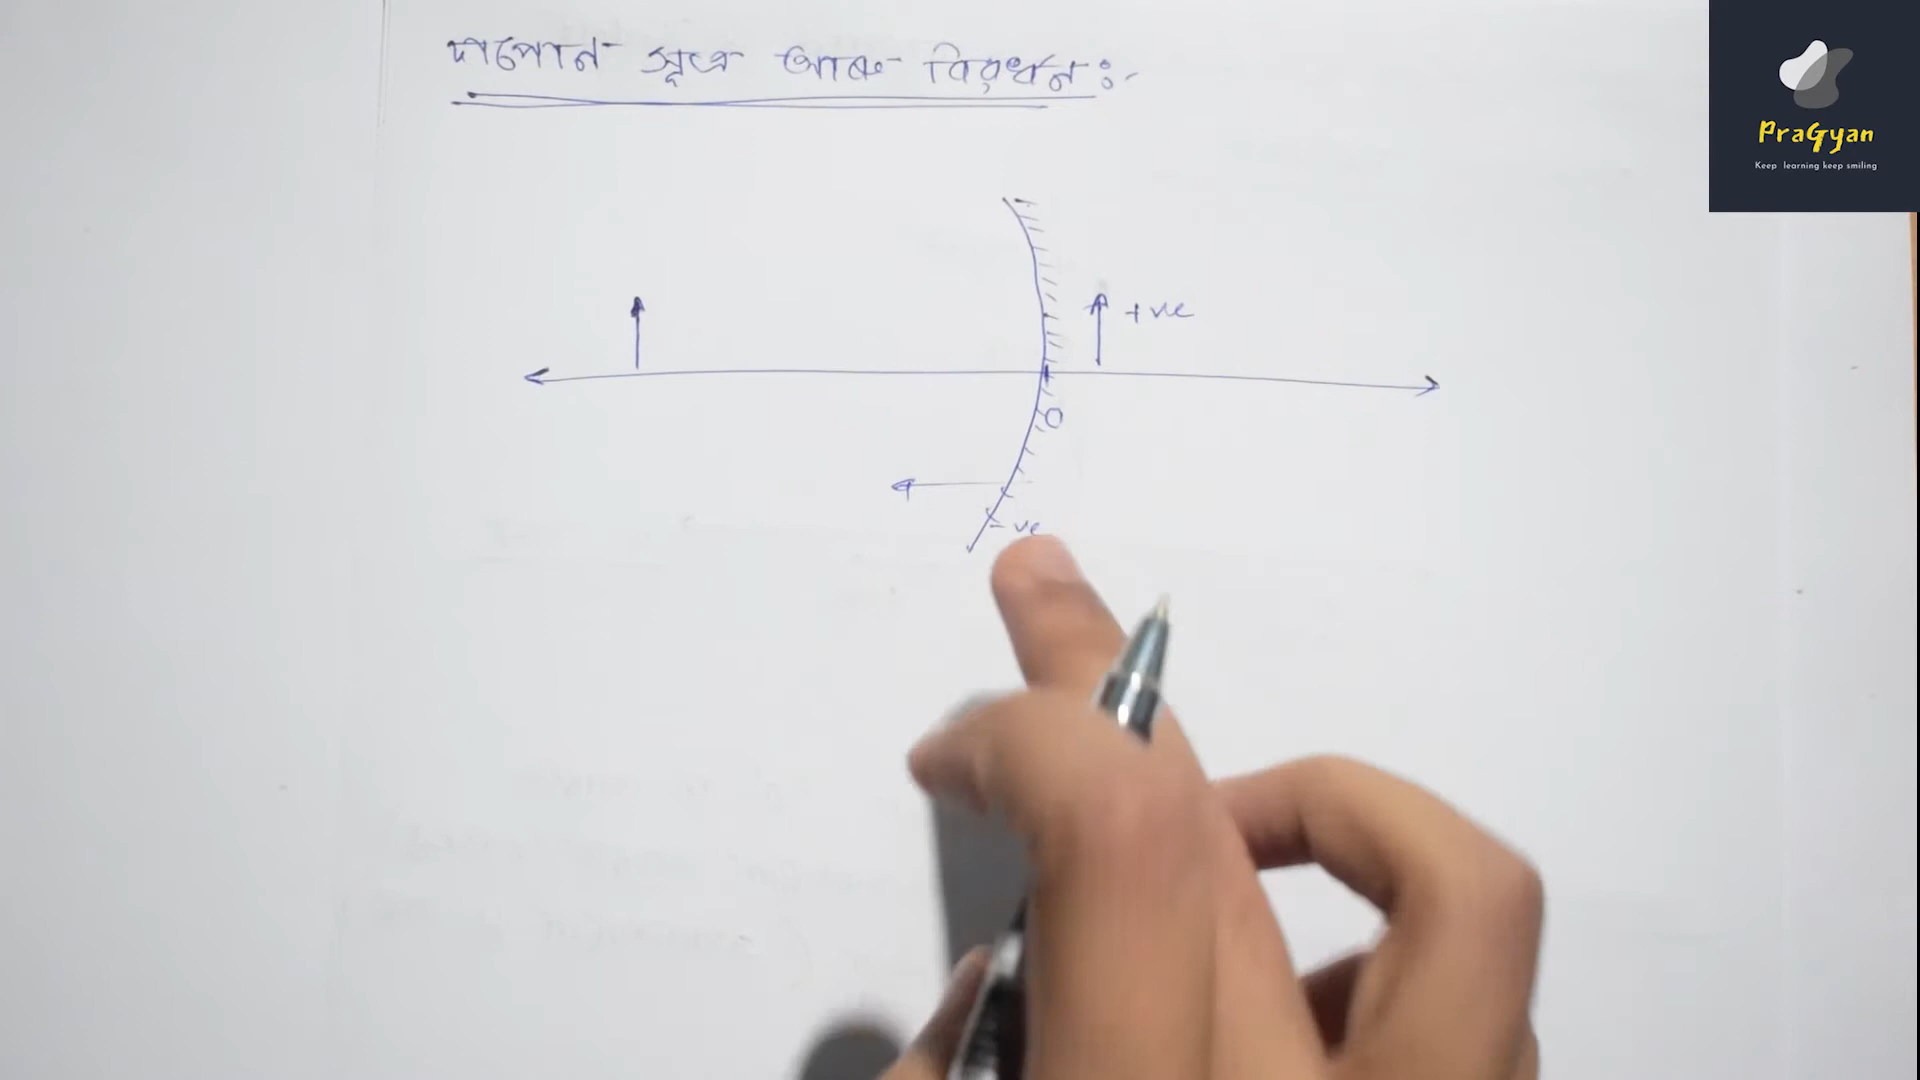 দাপোন সূত্ৰ আৰু বিবৰ্ধন :-
PraGyan
Keep learning keep smiling
+ve
O
-ve